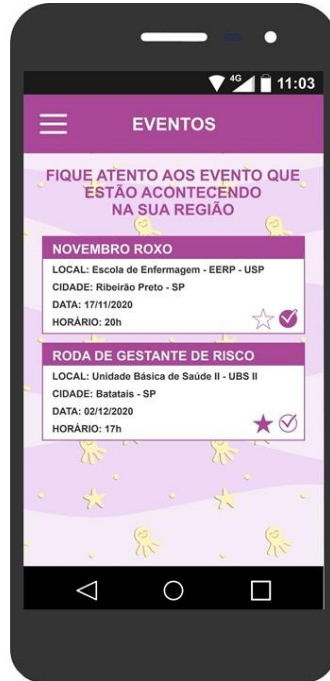 4G 11:03
EVENTOS
FIQUE ATENTO AOS EVENTO QUE
ESTÃO ACONTECENDO
NA SUA REGIÃO
NOVEMBRO ROXO
LOCAL: Escola de Enfermagem - EERP - USP
CIDADE: Ribeirão Preto - SP
DATA: 17/11/2020
HORÁRIO: 20h
RODA DE GESTANTE DE RISCO
LOCAL: Unidade Básica de Saúde II - UBS II
CIDADE: Batatais - SP
DATA: 02/12/2020
HORÁRIO: 17h